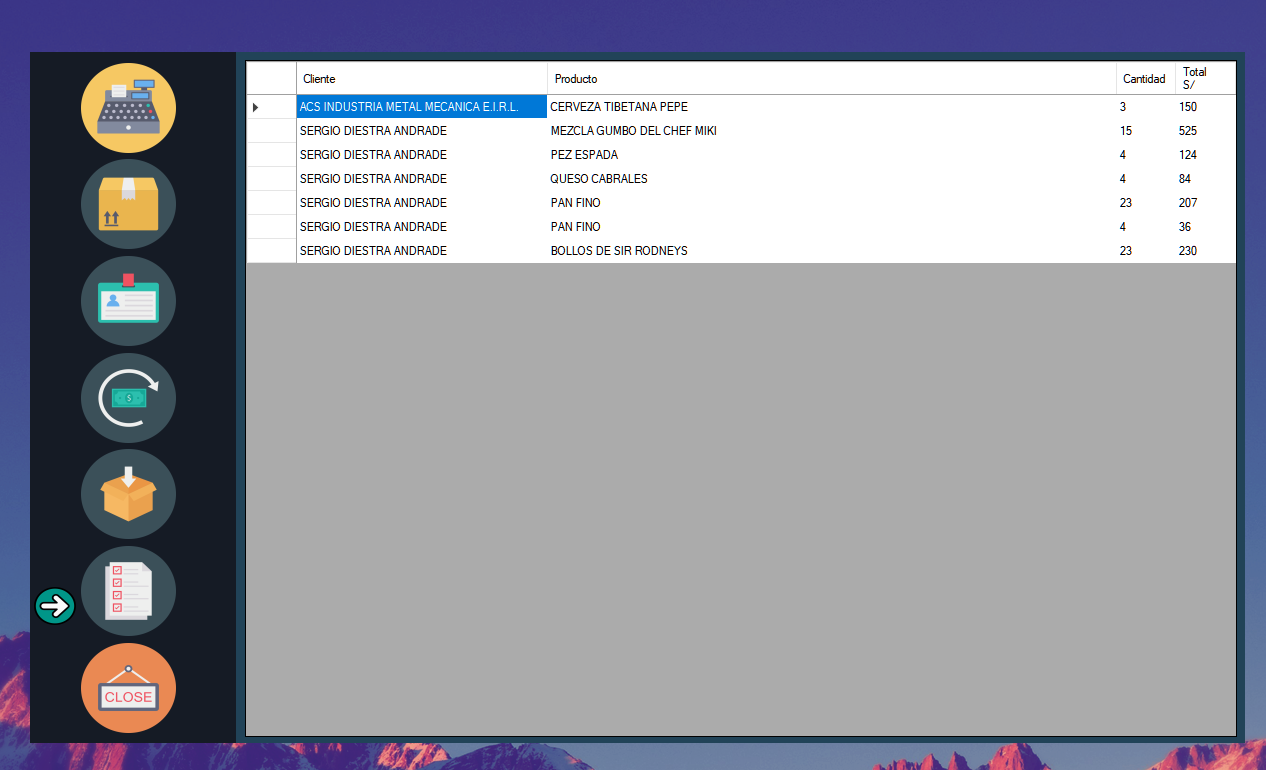 Cliente Producto Cantidad Total S/
ACS INDUSTRIA METAL MECANICA E.I.R.L. CERVEZA TIBETANA PEPE 3 150
SERGIO DIESTRA ANDRADE MEZCLA GUMBO DEL CHEF MIKI 15 525
SERGIO DIESTRA ANDRADE PEZ ESPADA 4 124
SERGIO DIESTRA ANDRADE QUESO CABRALES 4 84
SERGIO DIESTRA ANDRADE PAN FINO 23 207
SERGIO DIESTRA ANDRADE PAN FINO 4 36
SERGIO DIESTRA ANDRADE BOLLOS DE SIR RODNEYS 23 230
$
CLOSE